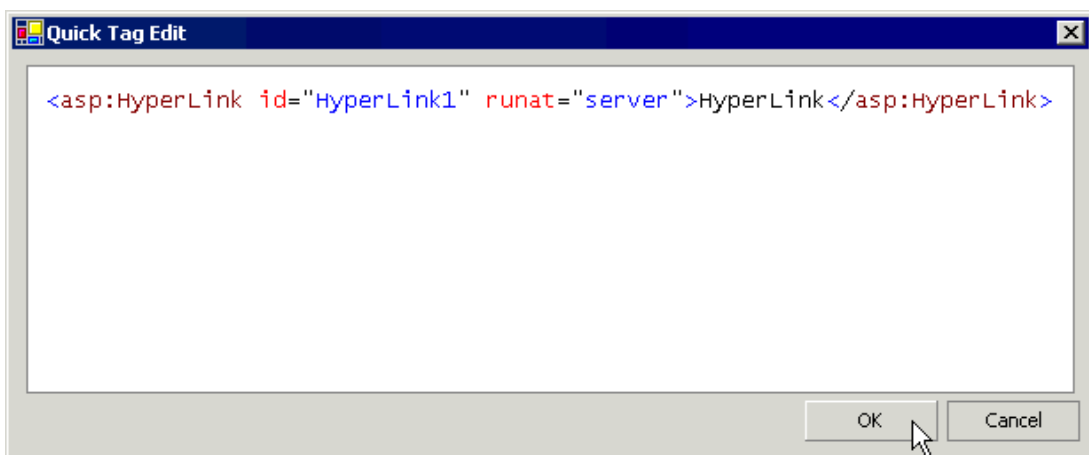 Quick Tag Edit
<asp:HyperLink id="HyperLink1" runat="server">HyperLink</asp:HyperLink>
OK
Cancel